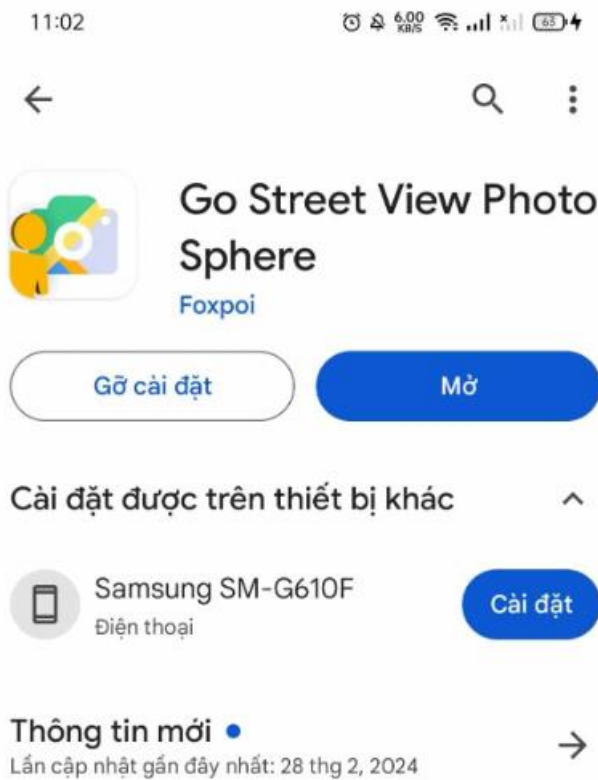 11:02
6.00
KB/S
63
Go Street View Photo
Sphere
Foxpoi
Gỡ cài đặt
Mở
Cài đặt được trên thiết bị khác
Samsung SM-G610F
Điện thoại
Cài đặt
Thông tin mới
Lần cập nhật gần đây nhất: 28 thg 2, 2024